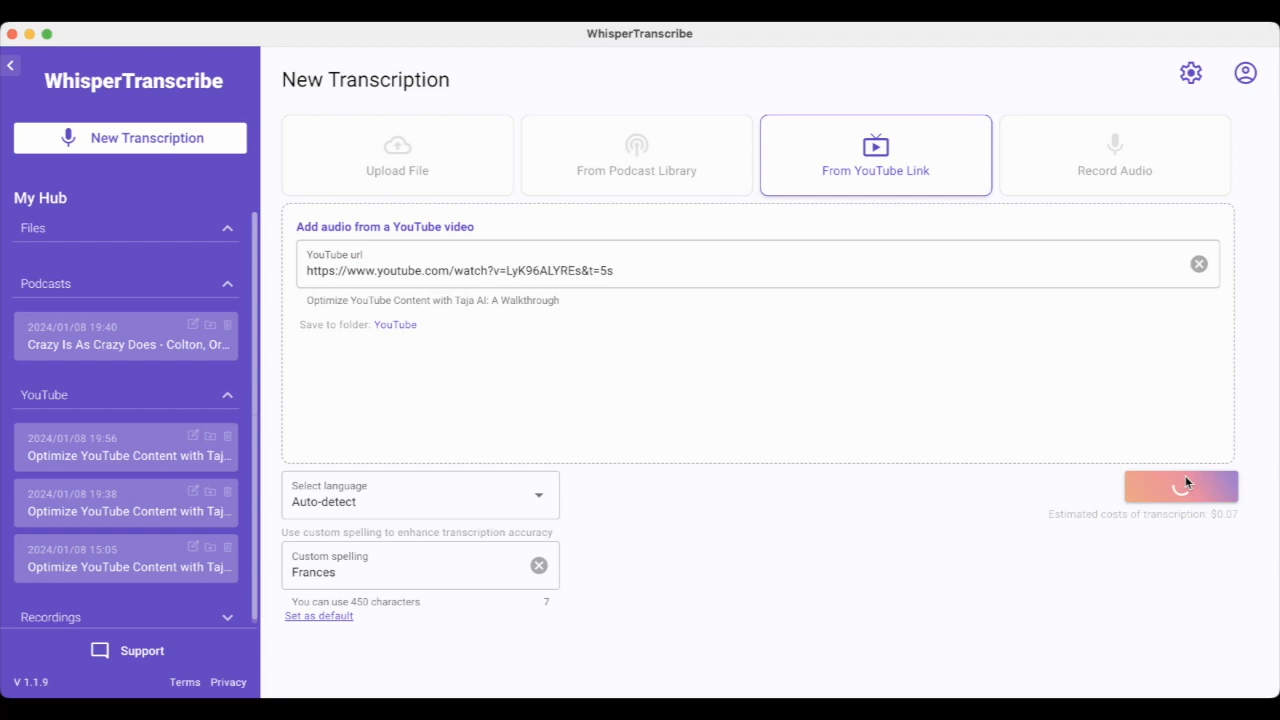 WhisperTranscribe
WhisperTranscribe
New Transcription
My Hub
Files
Podcasts
2024/01/08 19:40
Crazy Is As Crazy Does - Colton, Or...
YouTube
2024/01/08 19:56
Optimize YouTube Content with Taj...
2024/01/08 19:38
Optimize YouTube Content with Taj...
2024/01/08 15:05
Optimize YouTube Content with Taj...
Recordings
Support
V 1.1.9 Terms Privacy
New Transcription
Upload File
From Podcast Library
From YouTube Link
Record Audio
Add audio from a YouTube video
YouTube url
https://www.youtube.com/watch?v=LyK96ALYREs&t=5s
Optimize YouTube Content with Taja AI: A Walkthrough
Save to folder: YouTube
Select language
Auto-detect
Estimated costs of transcription: $0.07
Use custom spelling to enhance transcription accuracy
Custom spelling
Frances
You can use 450 characters 7
Set as default